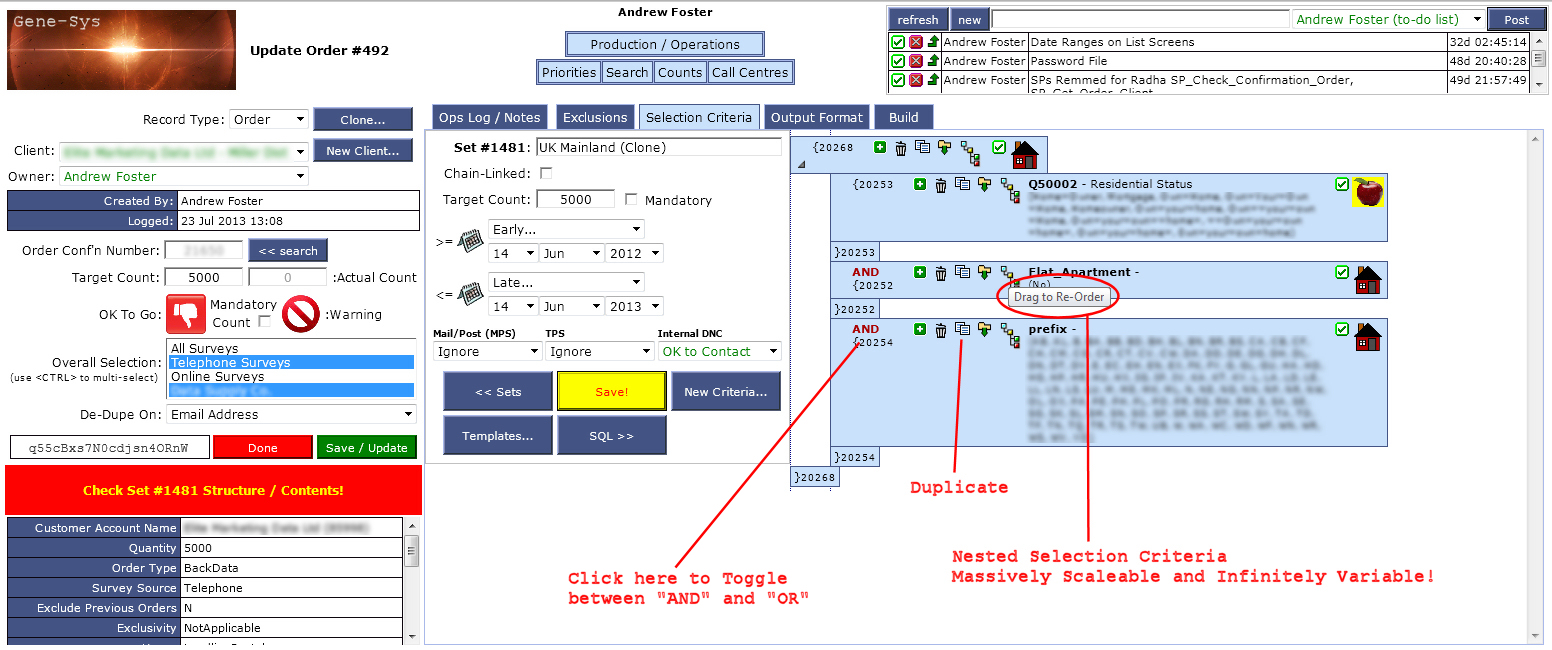 Gene-Sys
Update Order #492
Andrew Foster
Production / Operations
Priorities Search Counts Call Centres
refresh new Andrew Foster (to-do list) Post
Andrew Foster Date Ranges on List Screens 32d 02:45:14
Andrew Foster Password File 48d 20:40:28
Andrew Foster SPs Remmed for Radha SP_Check_Confirmation_Order, 49d 21:57:49
SP_Get_Order_Client
Record Type: Order Clone...
Client: New Client...
Owner: Andrew Foster
Created By: Andrew Foster
Logged: 23 Jul 2013 13:08
Order Conf'n Number: << search
Target Count: 5000 0 :Actual Count
OK To Go: Mandatory
Count :Warning
Overall Selection:
(use <CTRL> to multi-select)
All Surveys
Telephone Surveys
Online Surveys
De-Dupe On: Email Address
q55cBxs7N0cdjsn4ORnW Done Save / Update
Check Set #1481 Structure / Contents!
Customer Account Name
Quantity 5000
Order Type BackData
Survey Source Telephone
Exclude Previous Orders N
Exclusivity NotApplicable
Ops Log / Notes Exclusions Selection Criteria Output Format Build
Set #1481: UK Mainland (Clone)
Chain-Linked:
Target Count: 5000 Mandatory
>= Early...
14 Jun 2012
<= Late...
14 Jun 2013
Mail/Post (MPS) TPS Internal DNC
Ignore Ignore OK to Contact
<< Sets Save! New Criteria...
Templates... SQL >>
{20268
{20253 Q50002 - Residential Status
}20253
AND Flat_Apartment -
{20252 (No)
Drag to Re-Order
}20252
AND prefix -
{20254
}20254
}20268
Duplicate
Click here to Toggle
between "AND" and "OR"
Nested Selection Criteria
Massively Scaleable and Infinitely Variable!